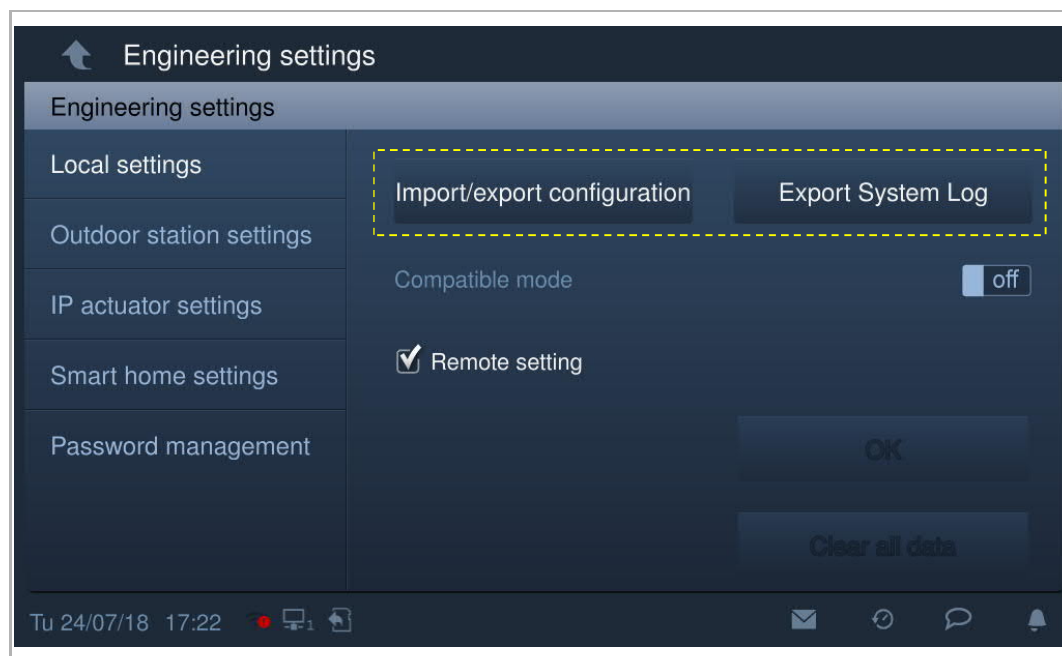 Engineering settings
Engineering settings
Local settings
Outdoor station settings
IP actuator settings
Smart home settings
Password management
Import/export configuration
Export System Log
Compatible mode
off
Remote setting
OK
Clear all data
Tu 24/07/18 17:22
1